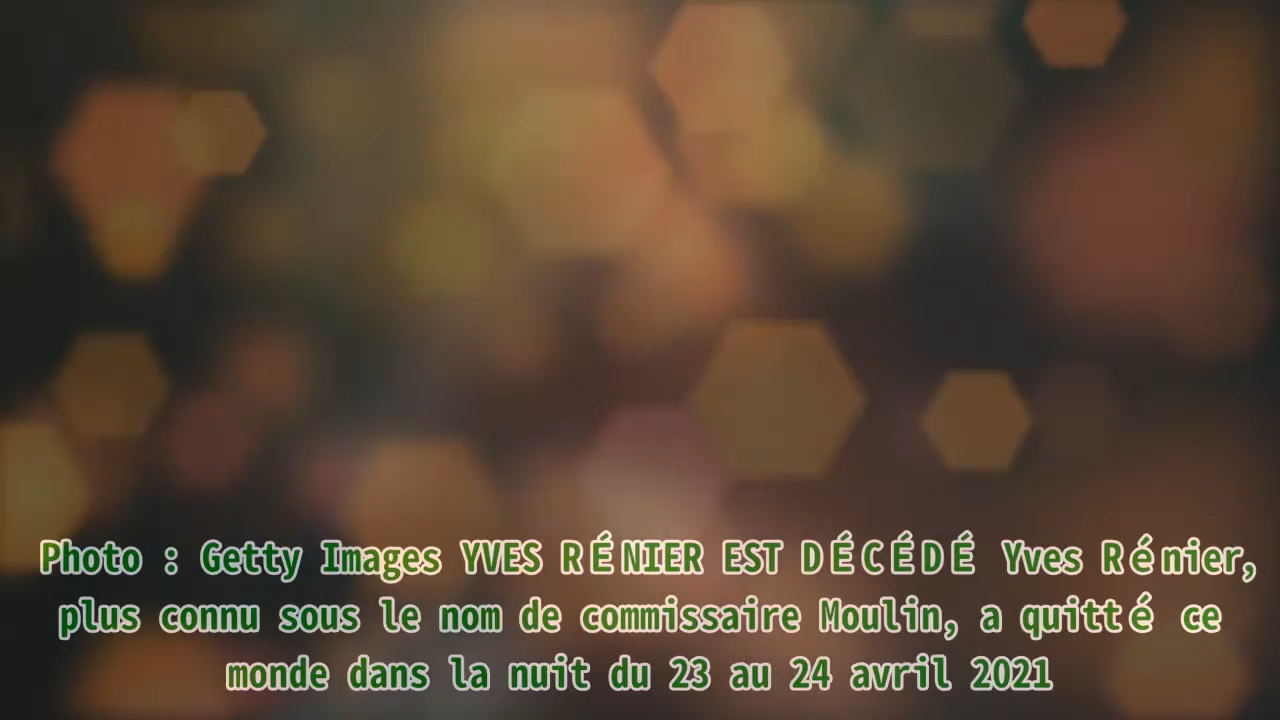 Photo : Getty Images YVES RÉNIER EST DÉCÉDÉ Yves Rénier,
plus connu sous le nom de commissaire Moulin, a quitté ce
monde dans la nuit du 23 au 24 avril 2021